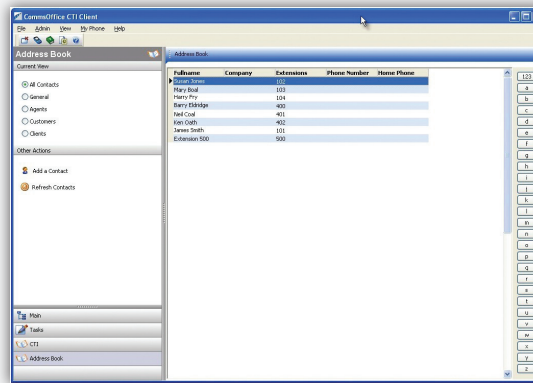 CommsOffice CTI Client
File Admin View My Phone Help
Address Book
Current View
All Contacts
General
Agents
Customers
Clients
Other Actions
Add a Contact
Refresh Contacts
Main
Tasks
CTI
Address Book
Address Book
Fullname Company Extensions Phone Number Home Phone
Susan Jones 102
Mary Boal 103
Harry Fry 104
Barry Eldridge 400
Neil Coal 401
Ken Oath 402
James Smith 101
Extension 500 500
123
a
b
c
d
e
f
g
h
i
j
k
l
m
n
o
p
q
r
s
t
u
v
w
x
y
z